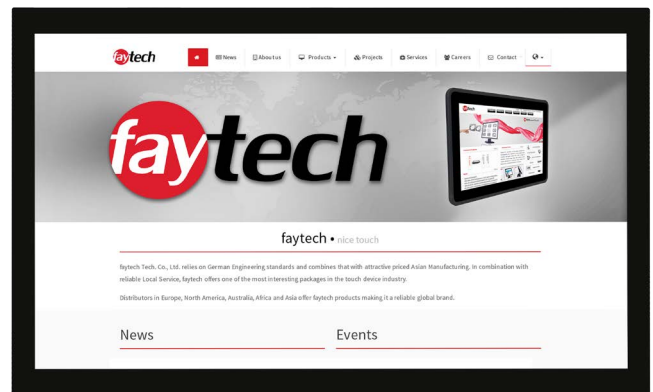 faytech
News
About us
Products
Projects
Services
Careers
Contact
faytech
faytech • nice touch
faytech Tech. Co., Ltd. relies on German Engineering standards and combines that with attractive priced Asian Manufacturing. In combination with
reliable Local Service, faytech offers one of the most interesting packages in the touch device industry.
Distributors in Europe, North America, Australia, Africa and Asia offer faytech products making it a reliable global brand.
News
Events